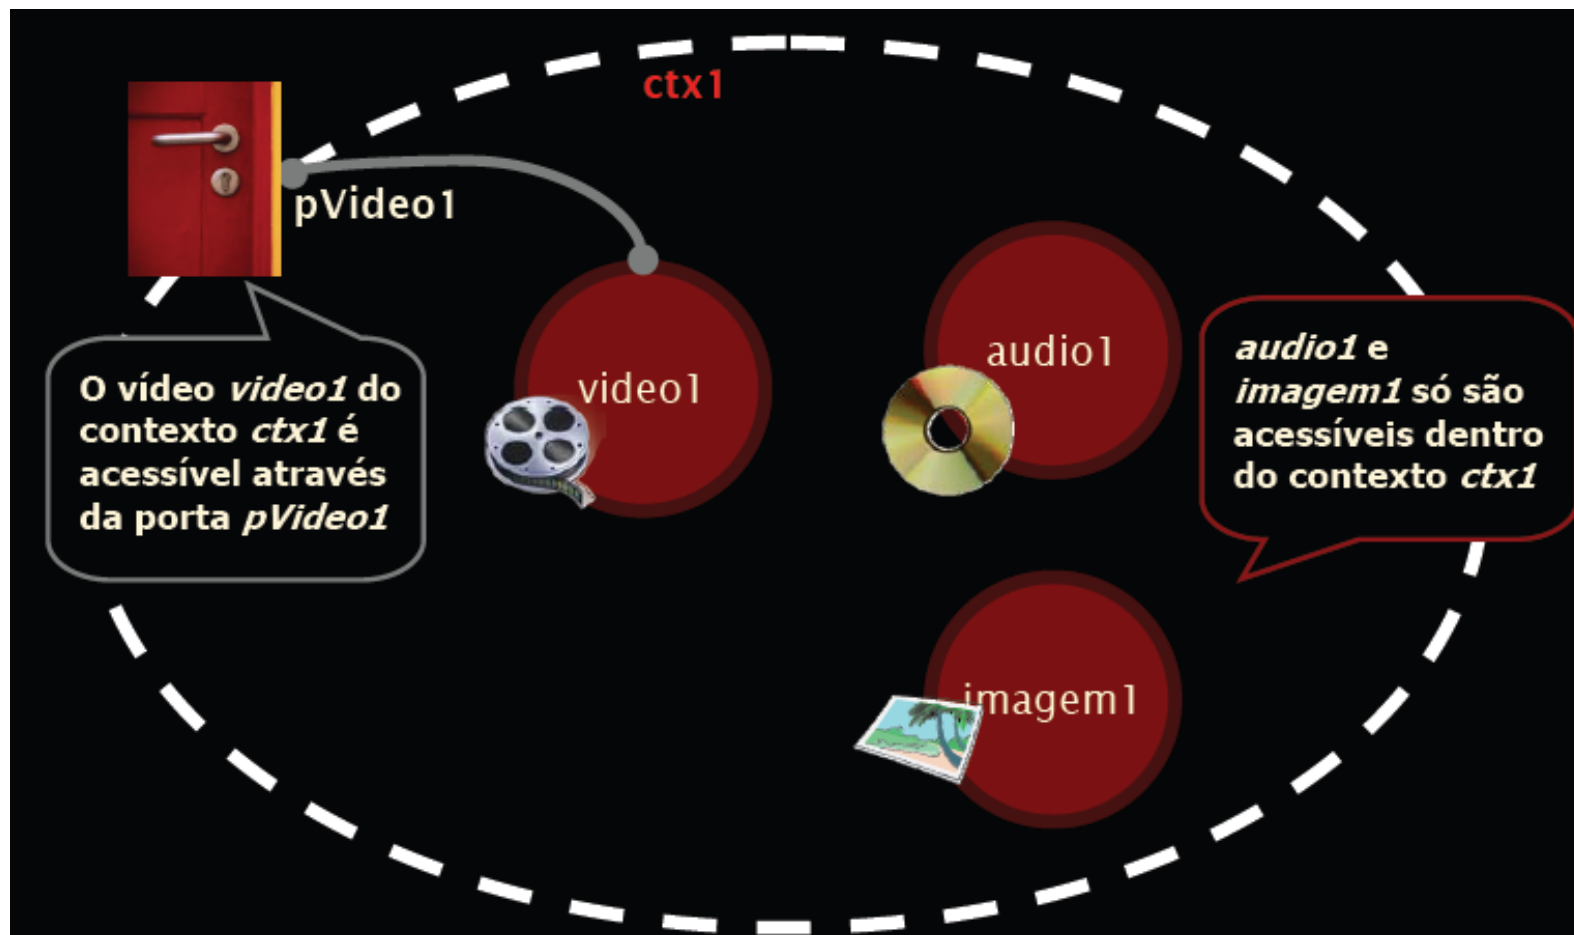 ctx1
pVideo1
O vídeo video1 do
contexto ctx1 é
acessível através
da porta pVideo1
video1
audio1
audio1 e
imagem1 só são
acessíveis dentro
do contexto ctx1
imagem1